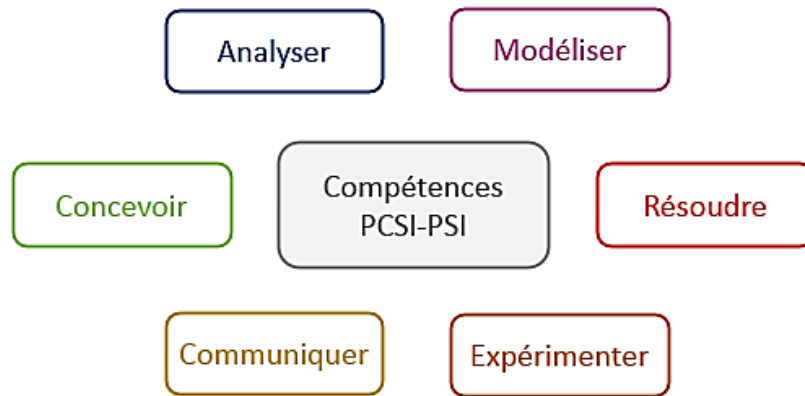 Analyser
Modéliser
Concevoir
Compétences
PCSI-PSI
Résoudre
Communiquer
Expérimenter